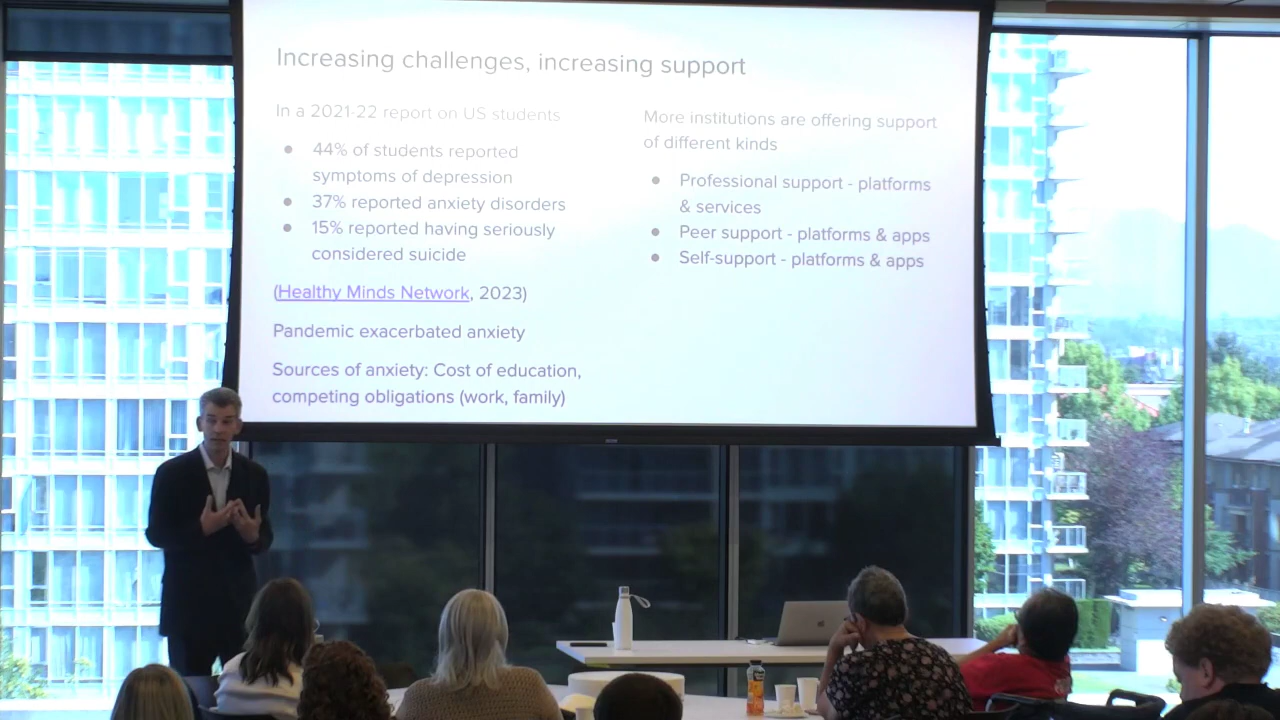 Increasing challenges, increasing support
In a 2021-22 report on US students
● 44% of students reported
symptoms of depression
● 37% reported anxiety disorders
● 15% reported having seriously
considered suicide
(Healthy Minds Network, 2023)
Pandemic exacerbated anxiety
Sources of anxiety: Cost of education,
competing obligations (work, family)
More institutions are offering support
of different kinds
● Professional support - platforms
& services
● Peer support - platforms & apps
● Self-support - platforms & apps